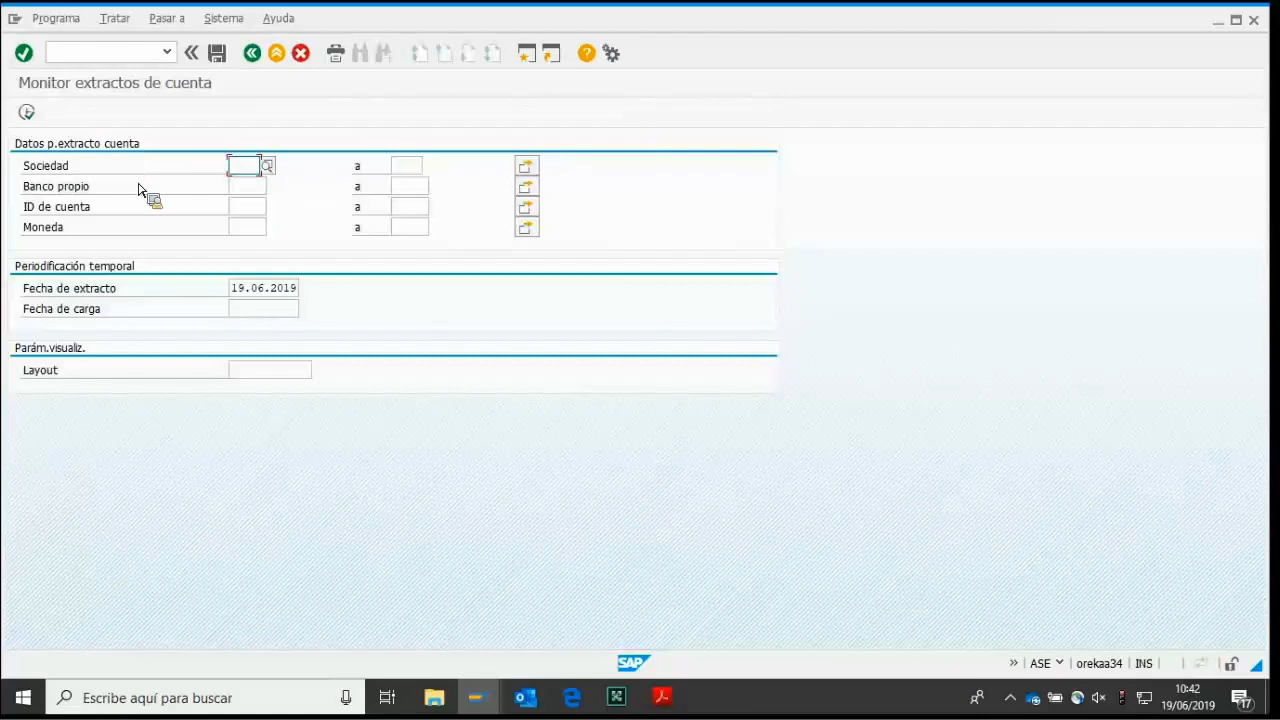 Programa Tratar Pasar a Sistema Ayuda
Monitor extractos de cuenta
Datos p.extracto cuenta
Sociedad a
Banco propio a
ID de cuenta a
Moneda a
Periodificación temporal
Fecha de extracto 19.06.2019
Fecha de carga
Parám.visualiz.
Layout
SAP
ASE orekaa34 INS
Escribe aquí para buscar
10:42
19/06/2019
17